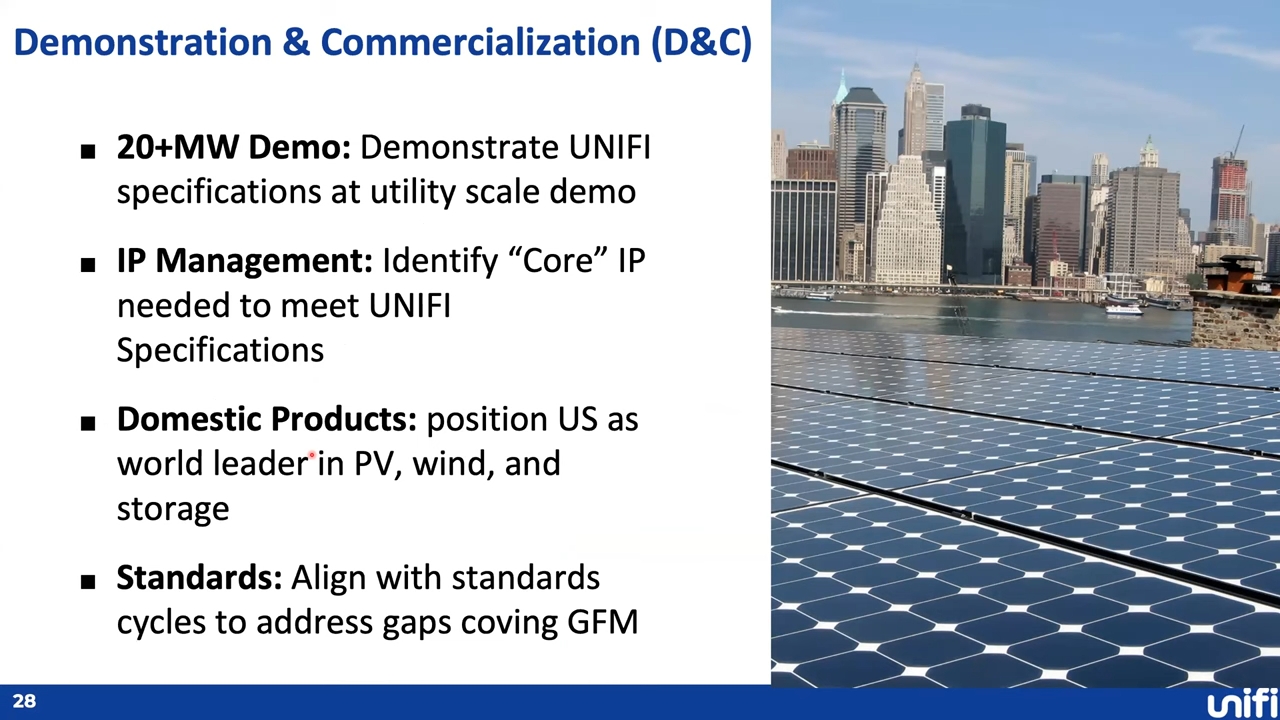 Demonstration & Commercialization (D&C)
■ 20+MW Demo: Demonstrate UNIFI
specifications at utility scale demo
■ IP Management: Identify “Core” IP
needed to meet UNIFI
Specifications
■ Domestic Products: position US as
world leader in PV, wind, and
storage
■ Standards: Align with standards
cycles to address gaps coving GFM
28
unifi